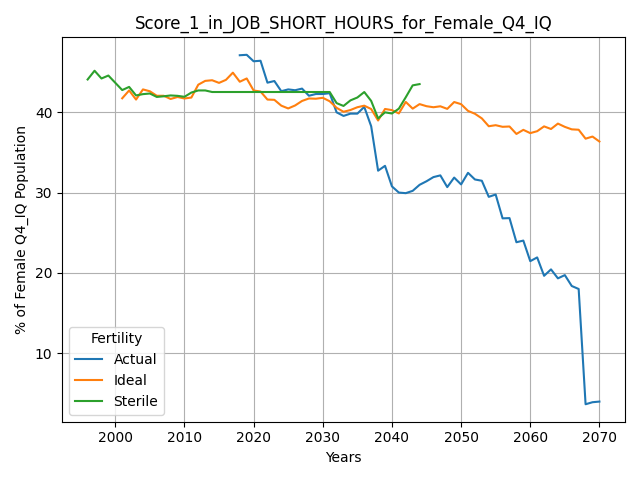 Score_1_in_JOB_SHORT_HOURS_for_Female_Q4_IQ
% of Female Q4_IQ Population
40
30
20
10
Fertility
Actual
Ideal
Sterile
2000 2010 2020 2030 2040 2050 2060 2070
Years